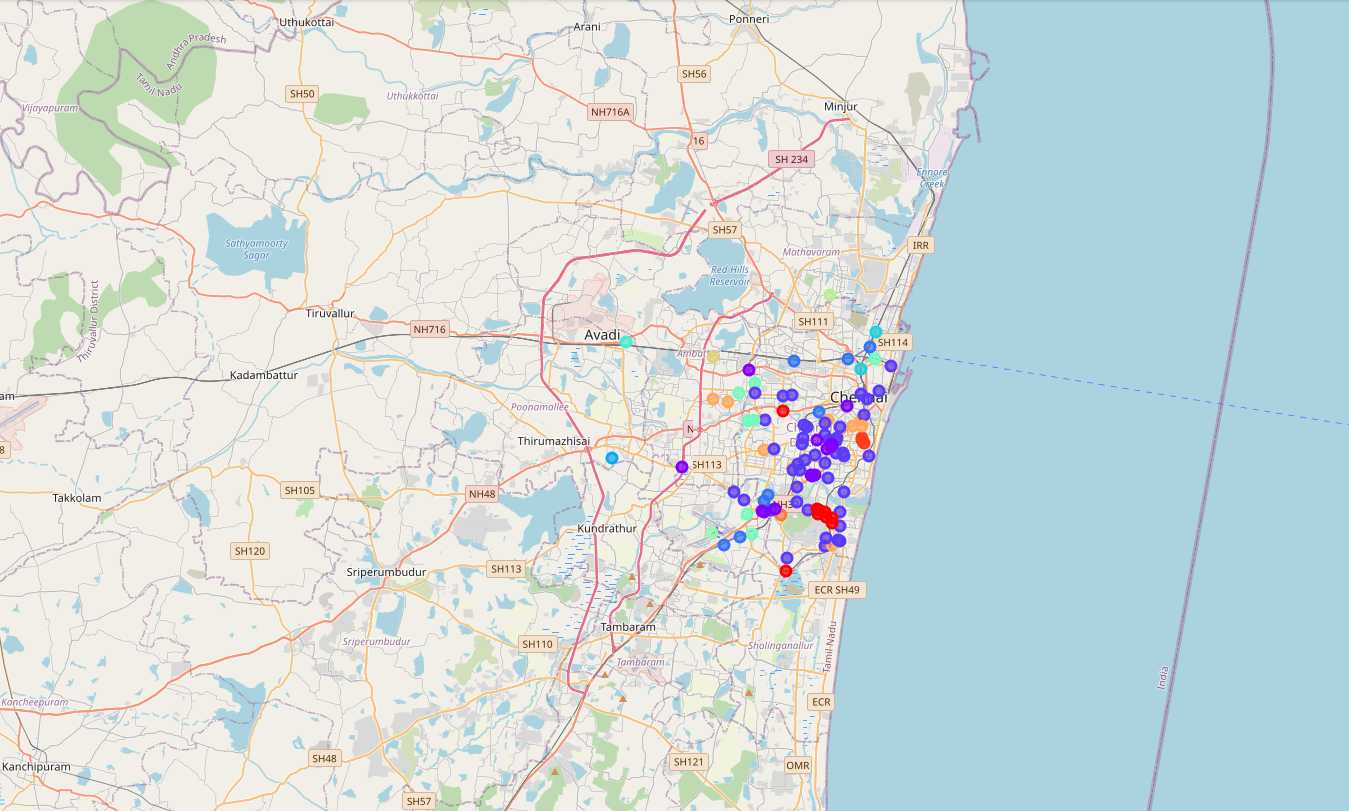 Uthukottai
Ponneri
Arani
Andhra Pradesh
Tamil Nadu
SH56
SH50
Uthukkottai
Vijayapuram
NH716A
Minjur
16
SH 234
Ennore
Creek
SH57
IRR
Sathyamoorty
Sagar
Mathavaram
Red Hills
Reservoir
Thiruvallur District
Tiruvallur
SH111
NH716
Avadi
SH114
Kadambattur
am
Chennai
Poonamallee
N
Thirumazhisai
8
SH113
SH105
NH48
Takkolam
Kundrathur
SH120
SH113
Sriperumbudur
ECR SH49
Tambaram
Sriperumbudur
SH110
Sholinganallur
Tamil Nadu
Tambaram
India
Kancheepuram
ECR
SH48
SH121
OMR
Kanchipuram
SH57